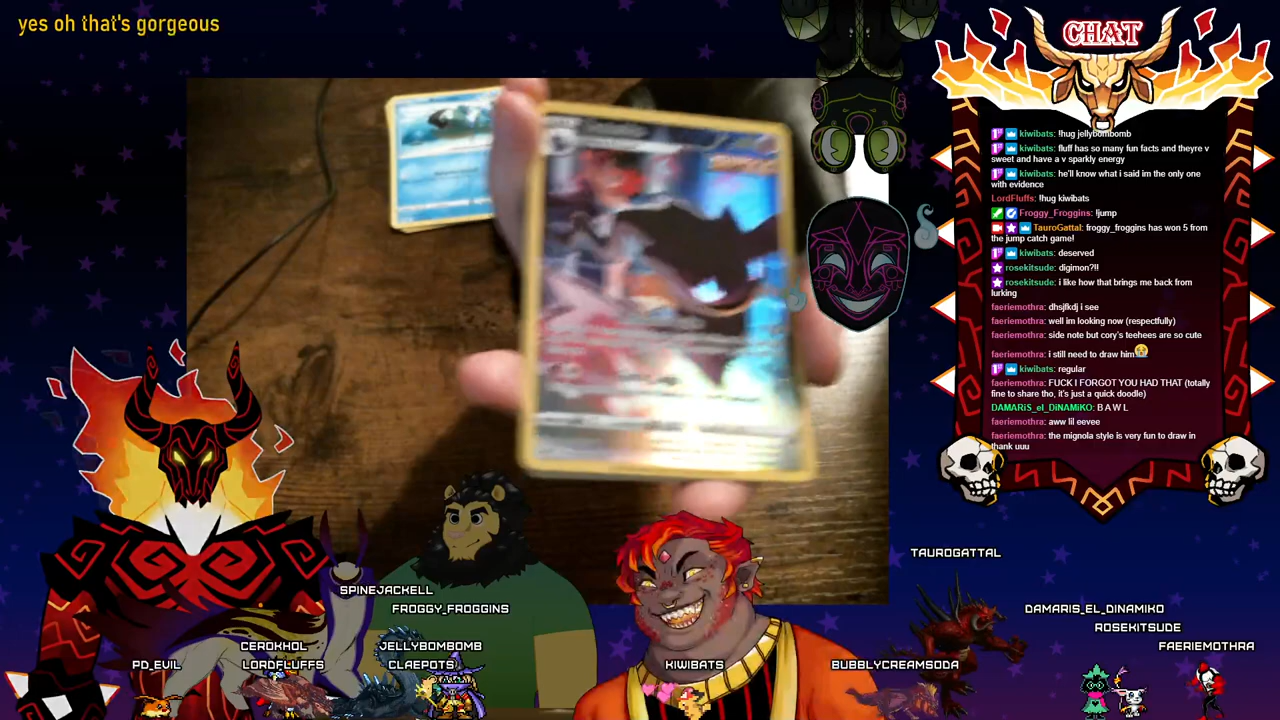 yes oh that's gorgeous
CHAT
kiwibats: !hug jellybombomb
kiwibats: fluff has so many fun facts and theyre v
sweet and have a v sparkly energy
kiwibats: he'll know what i said im the only one
with evidence
LordFluffs: !hug kiwibats
Froggy_Froggins: !jump
TauroGattal: froggy_froggins has won 5 from
the jump catch game!
kiwibats: deserved
rosekitsude: digimon?!!
rosekitsude: i like how that brings me back from
lurking
faeriemothra: dhsjfkdj i see
faeriemothra: well im looking now (respectfully)
faeriemothra: side note but cory's teehees are so cute
faeriemothra: i still need to draw him
kiwibats: regular
faeriemothra: FUCK I FORGOT YOU HAD THAT (totally
fine to share tho, it's just a quick doodle)
DAMARiS_el_DiNAMiKO: B A W L
faeriemothra: aww lil eevee
faeriemothra: the mignola style is very fun to draw in
thank uuu
TAUROGATTAL
SPINEJACKELL
FROGGY_FROGGINS
DAMARIS_EL_DINAMIKO
ROSEKITSUDE
CEROKHOL
JELLYBOMBOMB
FAERIEMOTHRA
PD_EVIL
LORDFLUFFS
CLAEPOTS
KIWIBATS
BUBBLYCREAMSODA